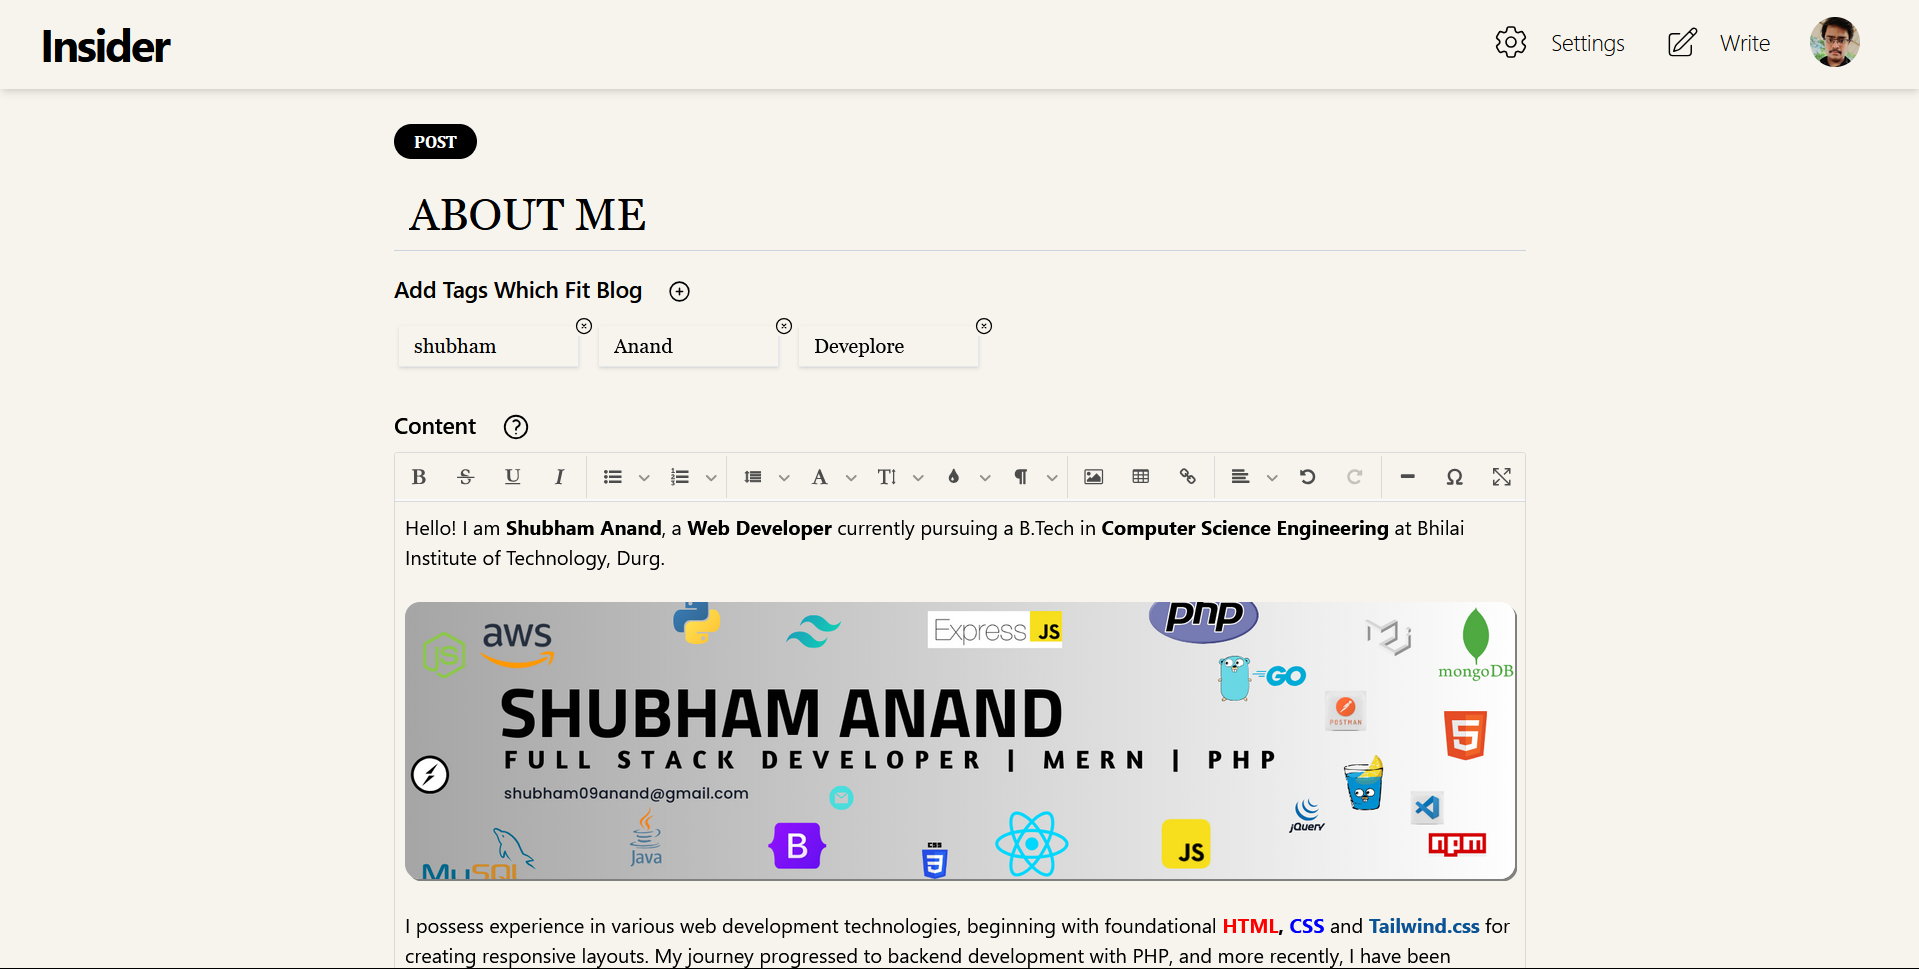 Insider
Settings
Write
POST
ABOUT ME
Add Tags Which Fit Blog
shubham
Anand
Deveplore
Content
Hello! I am Shubham Anand, a Web Developer currently pursuing a B.Tech in Computer Science Engineering at Bhilai
Institute of Technology, Durg.
aws
JS
Express JS
php
GO
mongoDB
POSTMAN
5
SHUBHAM ANAND
FULL STACK DEVELOPER | MERN | PHP
shubham09anand@gmail.com
MySQL
Java
B
CSS
3
JS
jQuery
npm
I possess experience in various web development technologies, beginning with foundational HTML, CSS and Tailwind.css for
creating responsive layouts. My journey progressed to backend development with PHP, and more recently, I have been